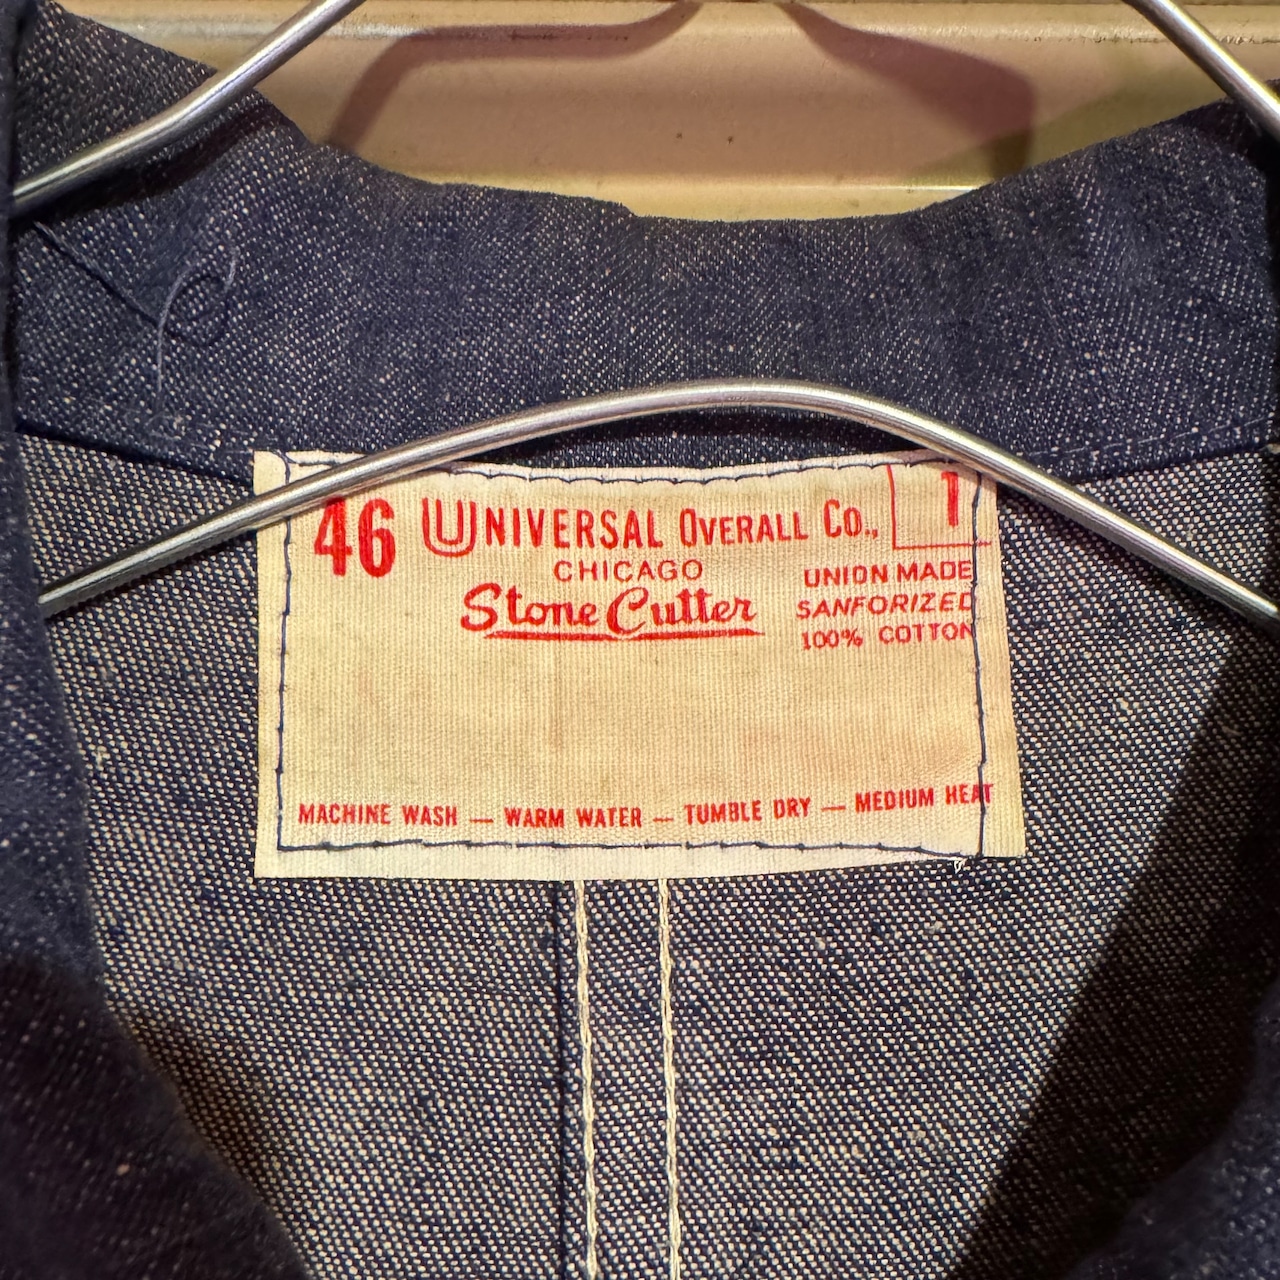 46 UNIVERSAL OVERALL CO., 1
CHICAGO
Stone Cutter
UNION MADE
SANFORIZED
100% COTTON
MACHINE WASH — WARM WATER — TUMBLE DRY — MEDIUM HEAT